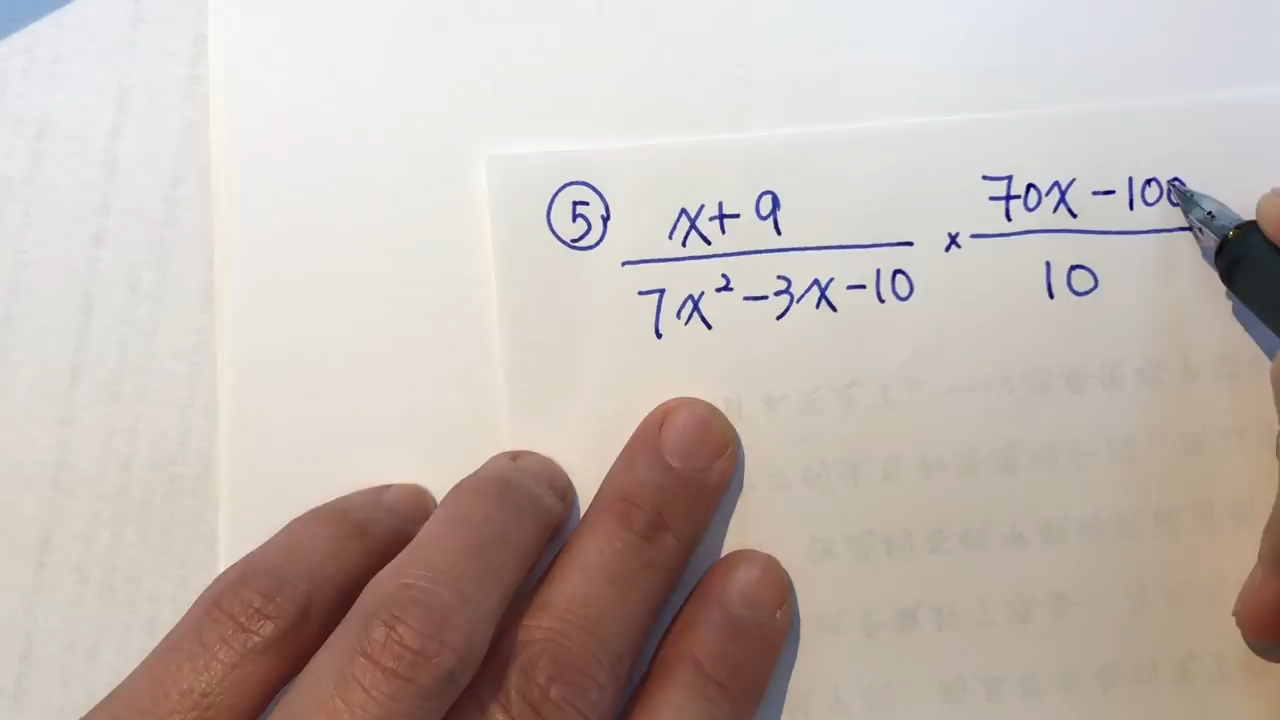 ⑤ x+9 / 7x²-3x-10 × 70x-100 / 10